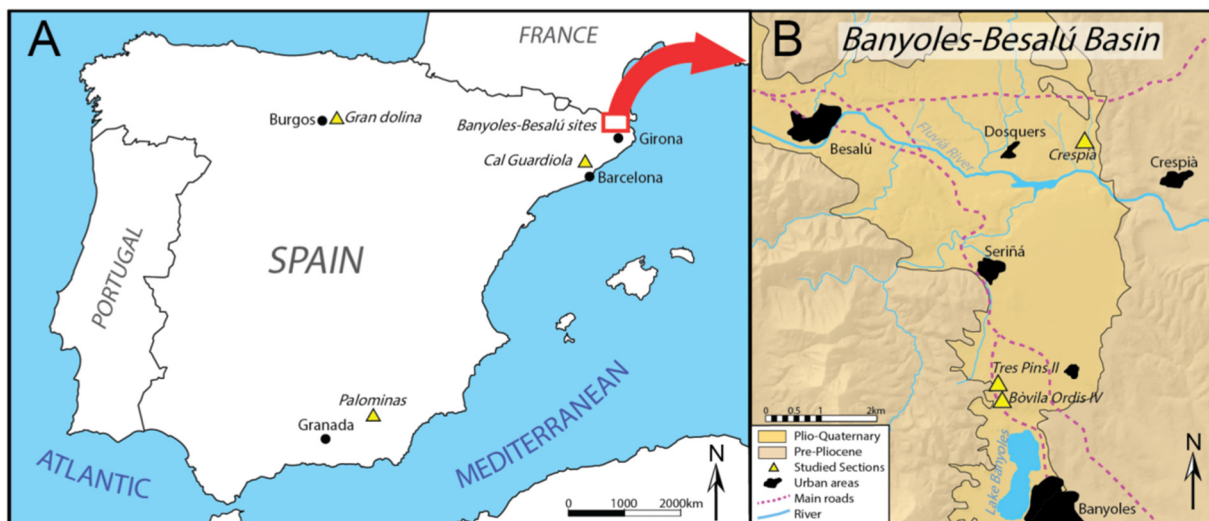 A
FRANCE
Burgos
Gran dolina
Banyoles-Besalú sites
Girona
Cal Guardiola
Barcelona
PORTUGAL
SPAIN
Palominas
Granada
ATLANTIC
MEDITERRANEAN
N
0 1000 2000km
B
Banyoles-Besalú Basin
Besalú
Fluvià River
Dosquers
Crespià
Crespià
Seriñá
Tres Pins II
Bòvila Ordis-IV
0 0.5 1 2km
Plio-Quaternary
Pre-Pliocene
Studied Sections
Urban areas
Main roads
River
Lake Banyoles
Banyoles
N